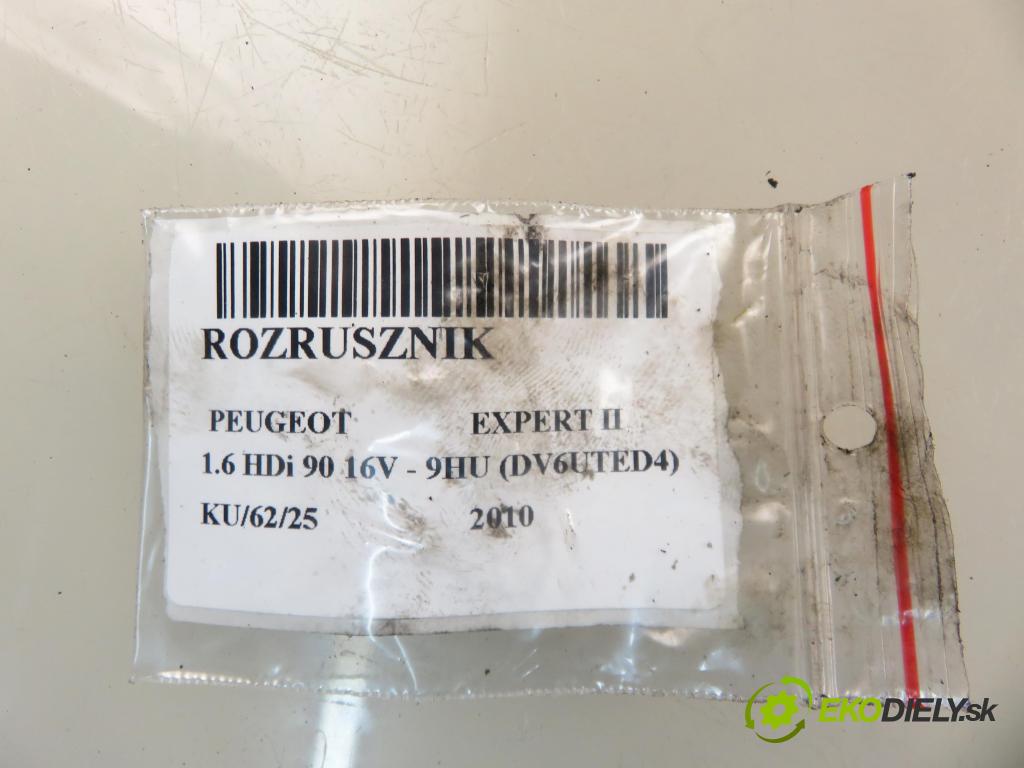 ROZRUSZNIK
PEUGEOT EXPERT II
1.6 HDi 90 16V - 9HU (DV6UTED4)
KU/62/25 2010
EKODIELY.sk